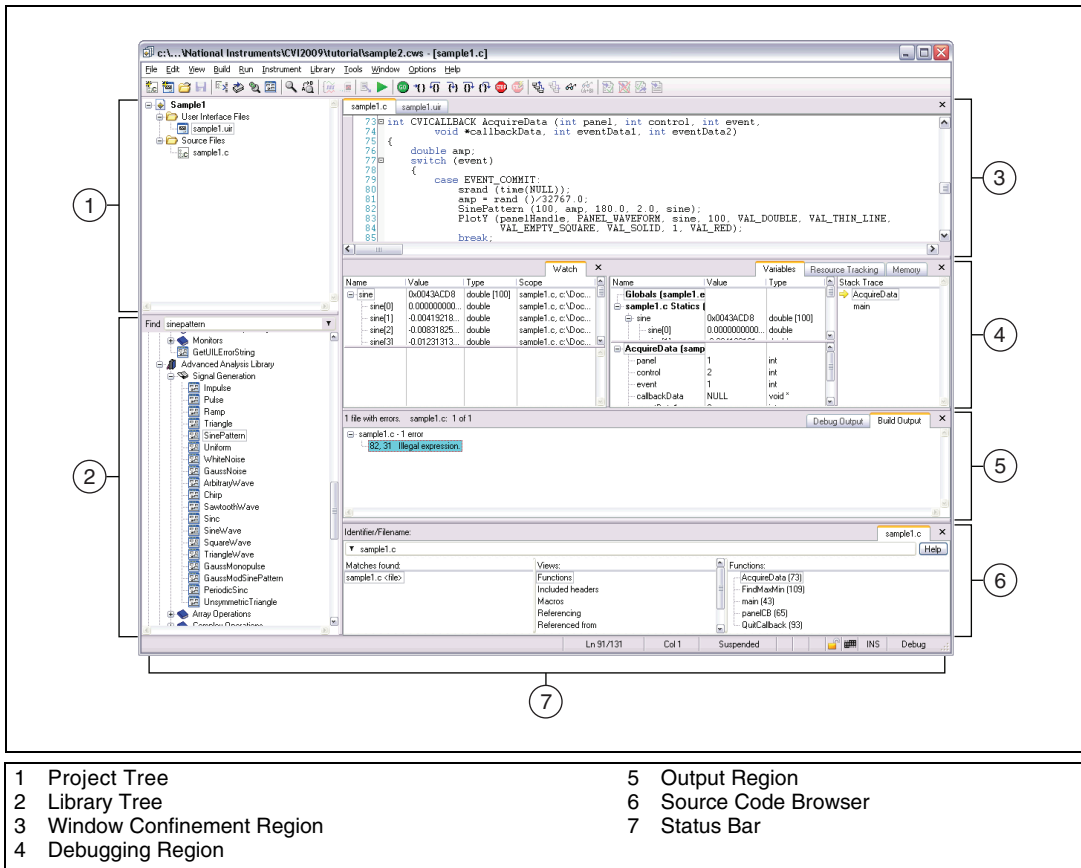 c:\...\National Instruments\CVI2009\tutorial\sample2.cws - [sample1.c]
File Edit View Build Run Instrument Library Tools Window Options Help
Sample1
User Interface Files
sample1.uir
Source Files
sample1.c
1
Find sinepattern
Monitors
GetUILErrorString
Advanced Analysis Library
Signal Generation
Impulse
Pulse
Ramp
Triangle
SinePattern
Uniform
WhiteNoise
GaussNoise
ArbitraryWave
Chirp
SawtoothWave
Sinc
SineWave
SquareWave
TriangleWave
GaussMonopulse
GaussModSinePattern
PeriodicSinc
UnsymmetricTriangle
Array Operations
Complex Operations
2
sample1.c sample1.uir
73 int CVICALLBACK AcquireData (int panel, int control, int event,
74 void *callbackData, int eventData1, int eventData2)
75 {
76 double amp;
77 switch (event)
78 {
79 case EVENT_COMMIT:
80 srand (time(NULL));
81 amp = rand ()/32767.0;
82 SinePattern (100, amp, 180.0, 2.0, sine);
83 PlotY (panelHandle, PANEL_WAVEFORM, sine, 100, VAL_DOUBLE, VAL_THIN_LINE,
84 VAL_EMPTY_SQUARE, VAL_SOLID, 1, VAL_RED);
85 break;
3
Watch
Name Value Type Scope
sine 0x0043ACD8 double [100] sample1.c, c:\Doc...
sine[0] 0.000000000... double sample1.c, c:\Doc...
sine[1] -0.00419218... double sample1.c, c:\Doc...
sine[2] -0.00831825... double sample1.c, c:\Doc...
sine[3] -0.01231313... double sample1.c, c:\Doc...
Variables Resource Tracking Memory
Name Value Type
Globals (sample1.e
sample1.c Statics (
sine 0x0043ACD8 double [100]
sine[0] 0.0000000000... double
AcquireData (samp
panel 1 int
control 2 int
event 1 int
callbackData NULL void *
Stack Trace
AcquireData
main
4
1 file with errors. sample1.c: 1 of 1
Debug Output Build Output
sample1.c - 1 error
82, 31 Illegal expression.
5
Identifier/Filename:
sample1.c
sample1.c
Help
Matches found:
sample1.c <file>
Views:
Functions
Included headers
Macros
Referencing
Referenced from
Functions:
AcquireData (73)
FindMaxMin (109)
main (43)
panelCB (65)
QuitCallback (93)
6
Ln 91/131 Col 1 Suspended INS Debug
7
1 Project Tree
2 Library Tree
3 Window Confinement Region
4 Debugging Region
5 Output Region
6 Source Code Browser
7 Status Bar